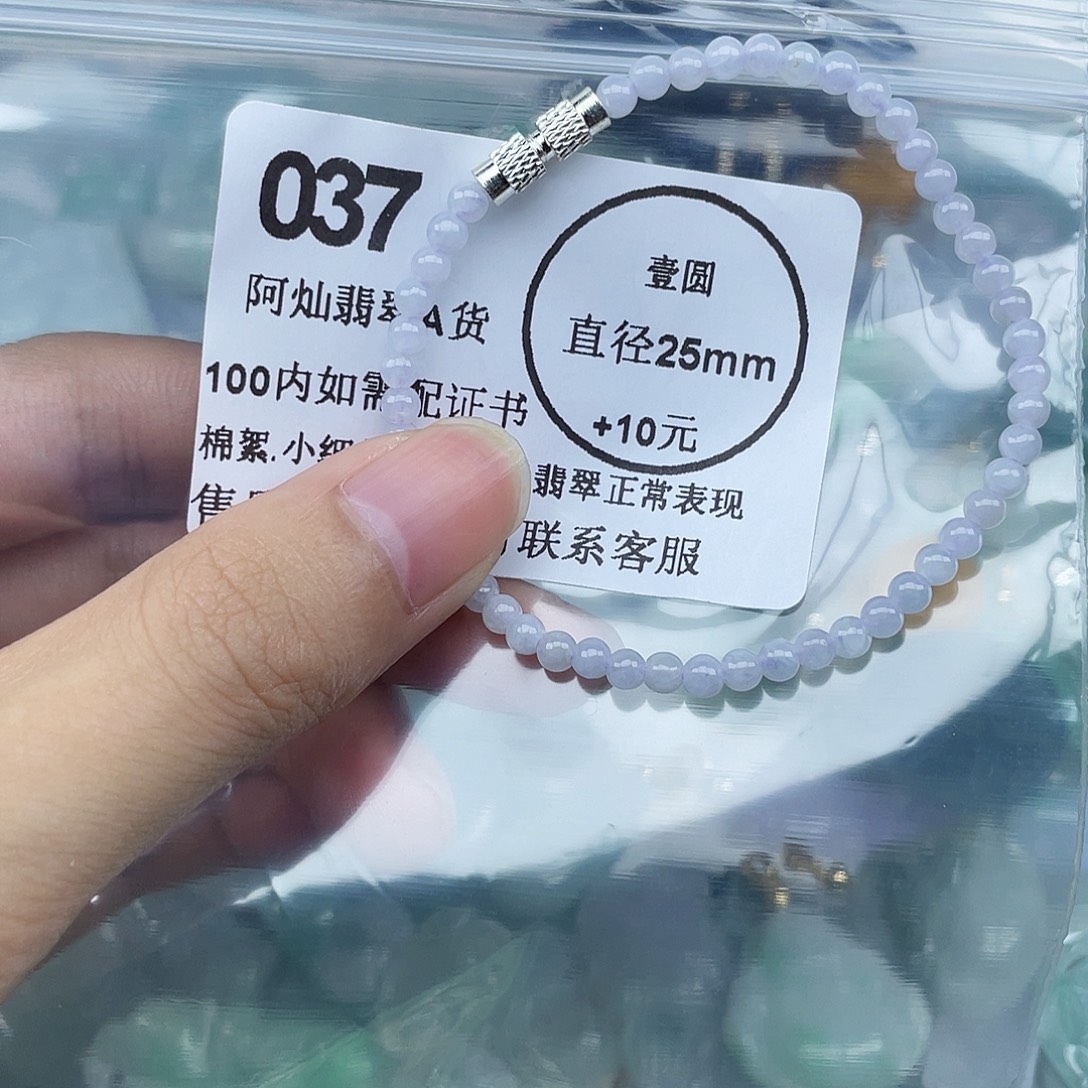 037
阿灿翡翠A货
壹圆
直径25mm
+10元
100内如需配证书
棉絮.小细
翡翠正常表现
售
联系客服